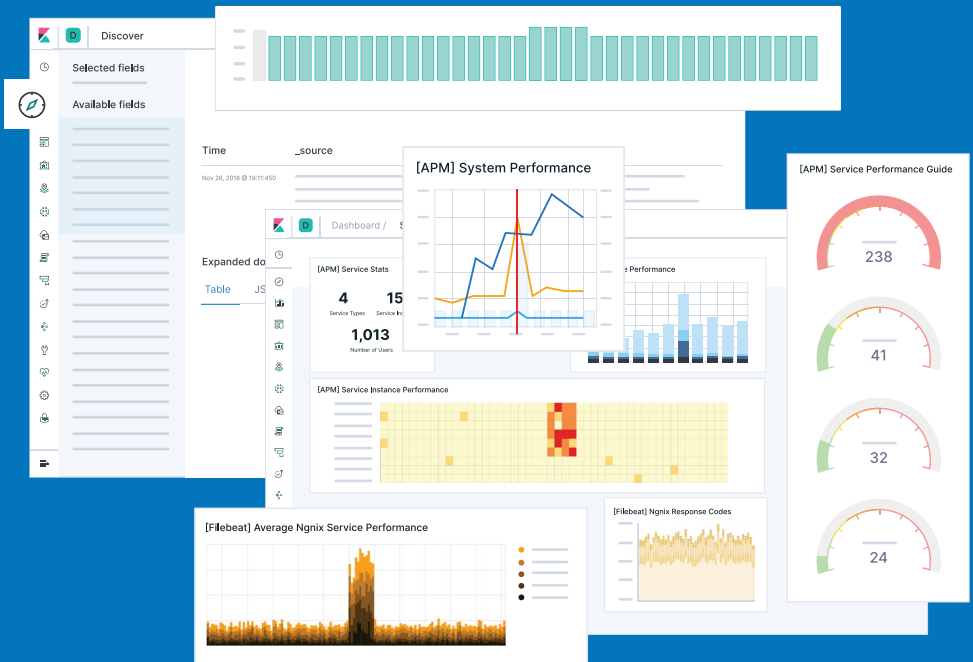 D
Discover
Selected fields
Available fields
Time
_source
Nov 26, 2018 @ 19:11:450
Expanded do
Table
JS
[APM] System Performance
D
Dashboard /
[APM] Service Stats
4
15
Service Types
Service In
1,013
Number of Users
e Performance
[APM] Service Instance Performance
[APM] Service Performance Guide
238
41
32
24
[Filebeat] Average Ngnix Service Performance
[Filebeat] Ngnix Response Codes